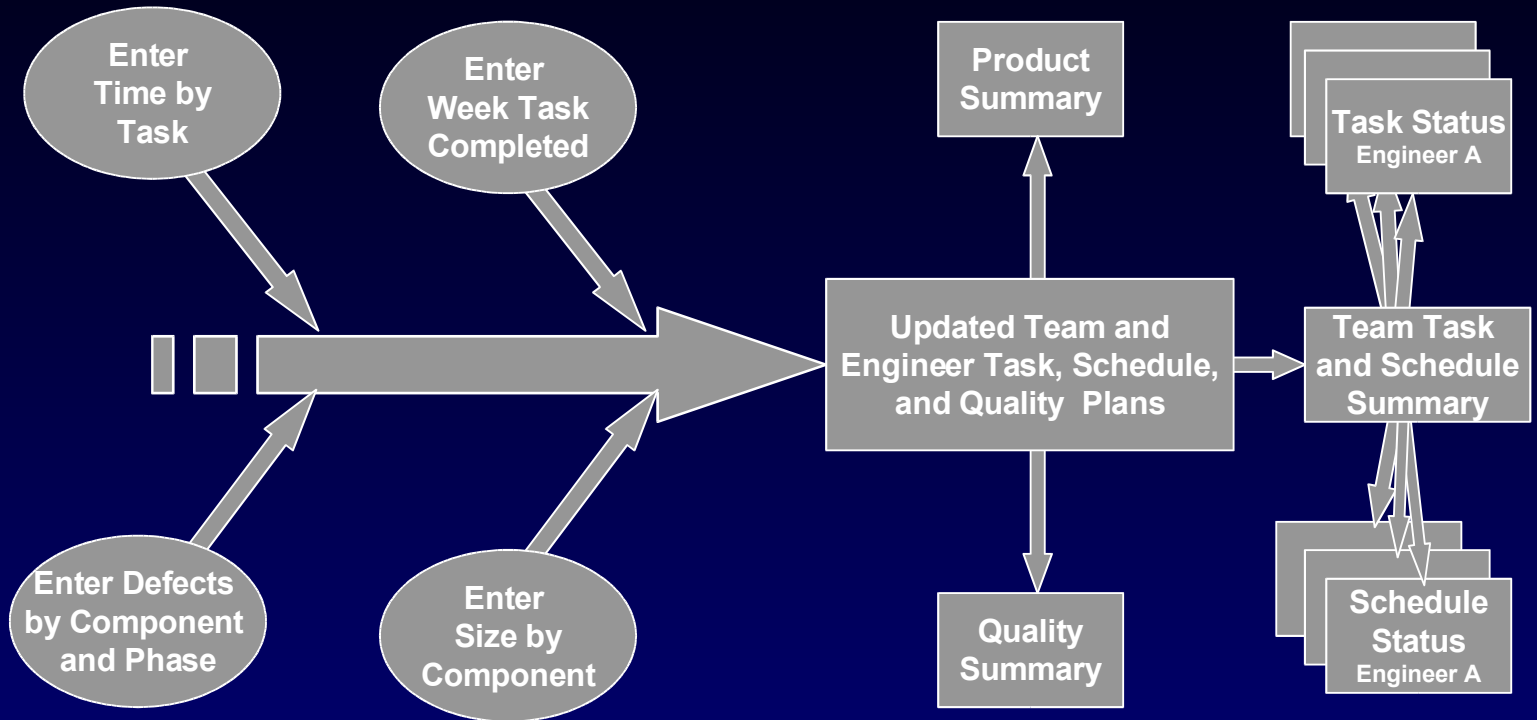 Enter
Time by
Task
Enter
Week Task
Completed
Product
Summary
Task Status
Engineer A
Updated Team and
Engineer Task, Schedule,
and Quality Plans
Team Task
and Schedule
Summary
Enter Defects
by Component
and Phase
Enter
Size by
Component
Quality
Summary
Schedule
Status
Engineer A